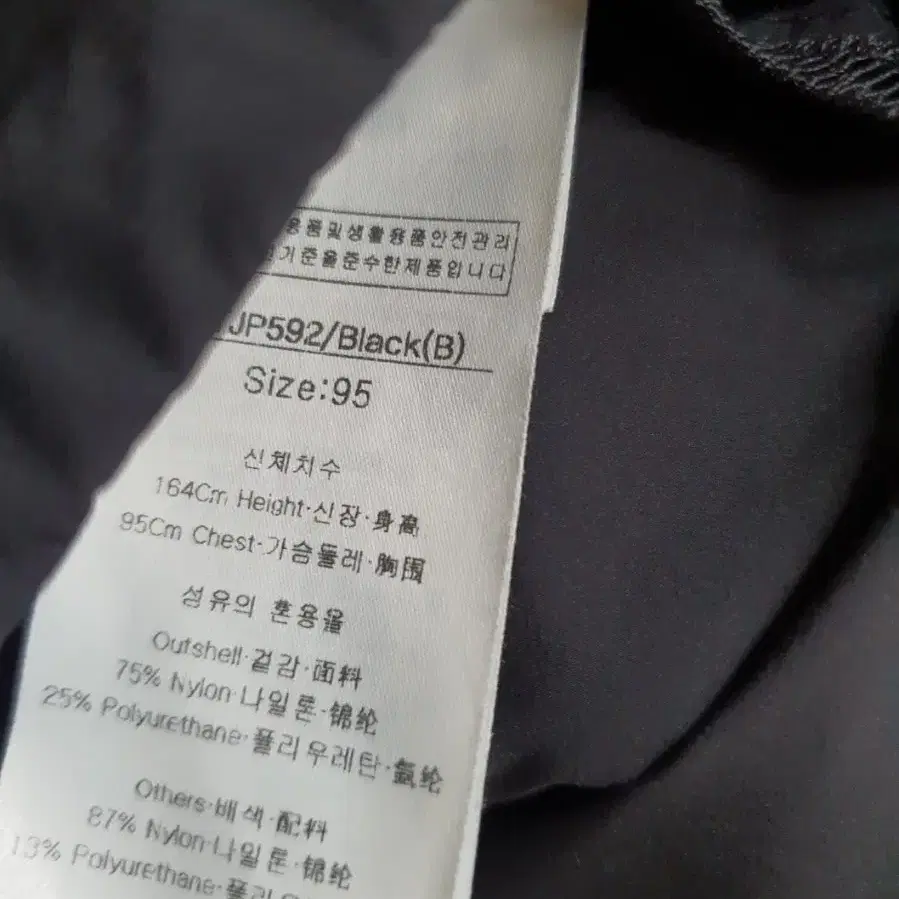 용품및생활용품안전관리
기준을준수한제품입니다
JP592/Black(B)
Size:95
신체치수
164Cm Height·신장·身高
95Cm Chest·가슴둘레·胸围
섬유의 혼용율
Outshell·겉감·面料
75% Nylon·나일론·锦纶
25% Polyurethane·폴리우레탄·氨纶
Others·배색·配料
87% Nylon·나일론·锦纶
13% Polyurethane·폴리우